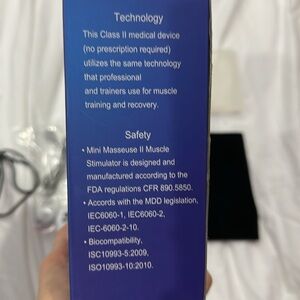 Technology
This Class II medical device
(no prescription required)
utilizes the same technology
that professional
and trainers use for muscle
training and recovery.
Safety
• Mini Masseuse II Muscle
Stimulator is designed and
manufactured according to the
FDA regulations CFR 890.5850.
• Accords with the MDD legislation,
IEC6060-1, IEC6060-2,
IEC-6060-2-10.
• Biocompatibility,
ISC10993-5:2009,
ISO10993-10:2010.